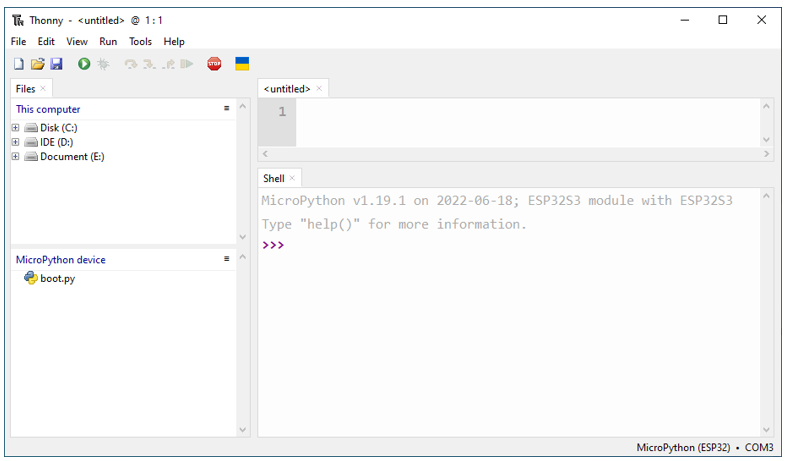 Thonny - <untitled> @ 1 : 1
File Edit View Run Tools Help
STOP
Files
<untitled>
This computer
1
Disk (C:)
IDE (D:)
Document (E:)
Shell
MicroPython v1.19.1 on 2022-06-18; ESP32S3 module with ESP32S3
Type "help()" for more information.
>>>
MicroPython device
boot.py
MicroPython (ESP32) • COM3